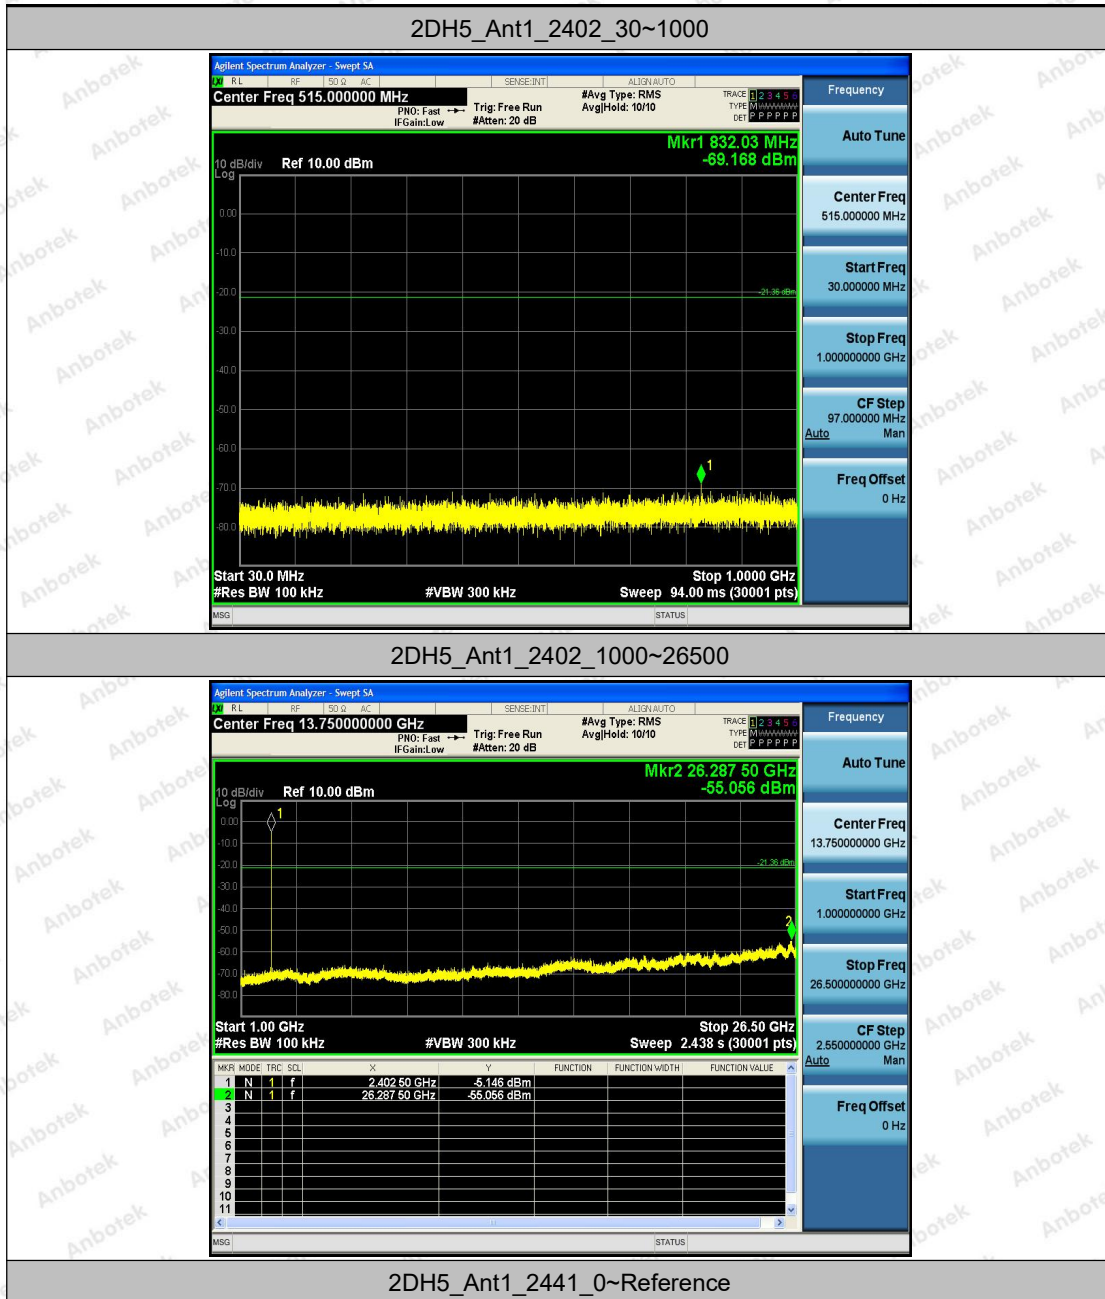 2DH5_Ant1_2402_30~1000
Agilent Spectrum Analyzer - Swept SA
RL RF 50 Ω AC SENSE:INT ALIGN AUTO
Center Freq 515.000000 MHz
PNO: Fast
IFGain:Low
Trig: Free Run
#Atten: 20 dB
#Avg Type: RMS
Avg|Hold: 10/10
TRACE 1 2 3 4 5 6
TYPE M
DET P P P P P P
Frequency
Mkr1 832.03 MHz
-69.168 dBm
10 dB/div
Log
Ref 10.00 dBm
Auto Tune
0.00
-10.0
-20.0
-21.36 dBm
-30.0
-40.0
-50.0
-60.0
-70.0
-80.0
1
Center Freq
515.000000 MHz
Start Freq
30.000000 MHz
Stop Freq
1.000000000 GHz
CF Step
97.000000 MHz
Auto Man
Freq Offset
0 Hz
Start 30.0 MHz Stop 1.0000 GHz
#Res BW 100 kHz #VBW 300 kHz Sweep 94.00 ms (30001 pts)
MSG STATUS
2DH5_Ant1_2402_1000~26500
Agilent Spectrum Analyzer - Swept SA
RL RF 50 Ω AC SENSE:INT ALIGN AUTO
Center Freq 13.750000000 GHz
PNO: Fast
IFGain:Low
Trig: Free Run
#Atten: 20 dB
#Avg Type: RMS
Avg|Hold: 10/10
TRACE 1 2 3 4 5 6
TYPE M
DET P P P P P P
Frequency
Mkr2 26.287 50 GHz
-55.056 dBm
10 dB/div
Log
Ref 10.00 dBm
Auto Tune
0.00
-10.0
-20.0
-21.36 dBm
-30.0
-40.0
-50.0
-60.0
-70.0
-80.0
1
2
Center Freq
13.750000000 GHz
Start Freq
1.000000000 GHz
Stop Freq
26.500000000 GHz
CF Step
2.550000000 GHz
Auto Man
Freq Offset
0 Hz
Start 1.00 GHz Stop 26.50 GHz
#Res BW 100 kHz #VBW 300 kHz Sweep 2.438 s (30001 pts)
MKR MODE TRC SCL X Y FUNCTION FUNCTION WIDTH FUNCTION VALUE
1 N 1 f 2.402 50 GHz -5.146 dBm
2 N 1 f 26.287 50 GHz -55.056 dBm
3
4
5
6
7
8
9
10
11
MSG STATUS
2DH5_Ant1_2441_0~Reference